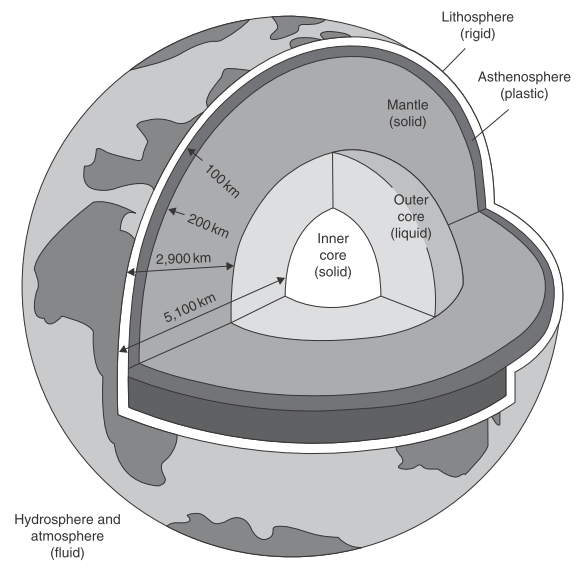 Lithosphere
(rigid)
Asthenosphere
(plastic)
Mantle
(solid)
100 km
200 km
Outer
core
(liquid)
Inner
core
(solid)
2,900 km
5,100 km
Hydrosphere and
atmosphere
(fluid)